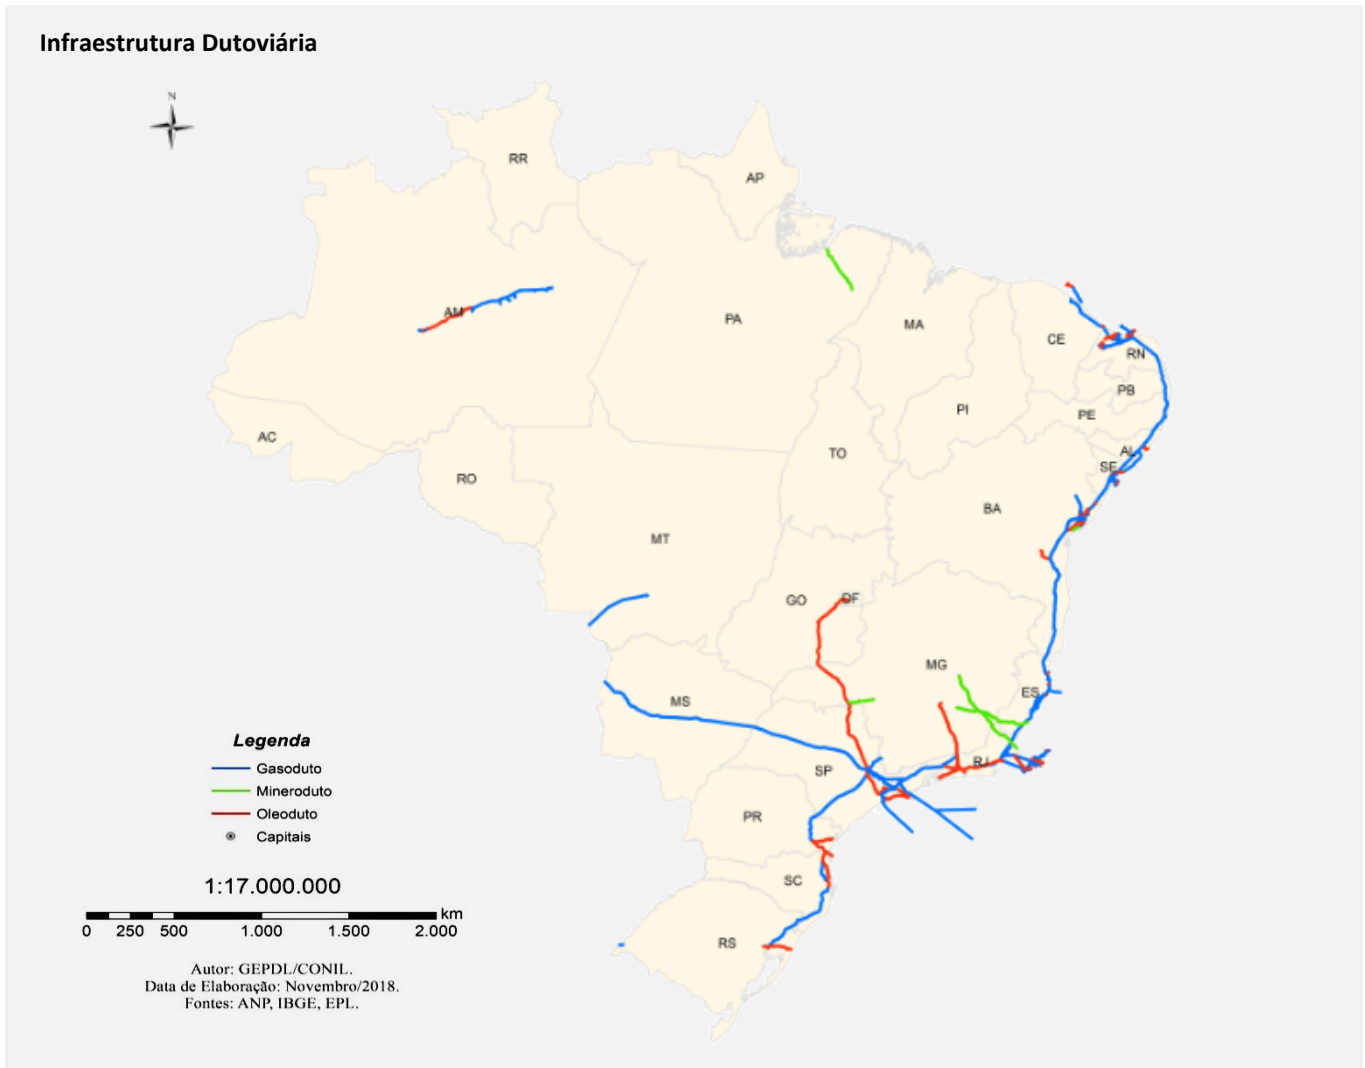 Infraestrutura Dutoviária
N
RR
AP
AM
PA
MA
CE
RN
PB
PE
PI
AL
SE
AC
RO
TO
BA
MT
GO
DF
MG
ES
MS
RJ
SP
PR
SC
RS
Legenda
Gasoduto
Mineroduto
Oleoduto
Capitais
1:17.000.000
km
0 250 500 1.000 1.500 2.000
Autor: GEPDL/CONIL.
Data de Elaboração: Novembro/2018.
Fontes: ANP, IBGE, EPL.